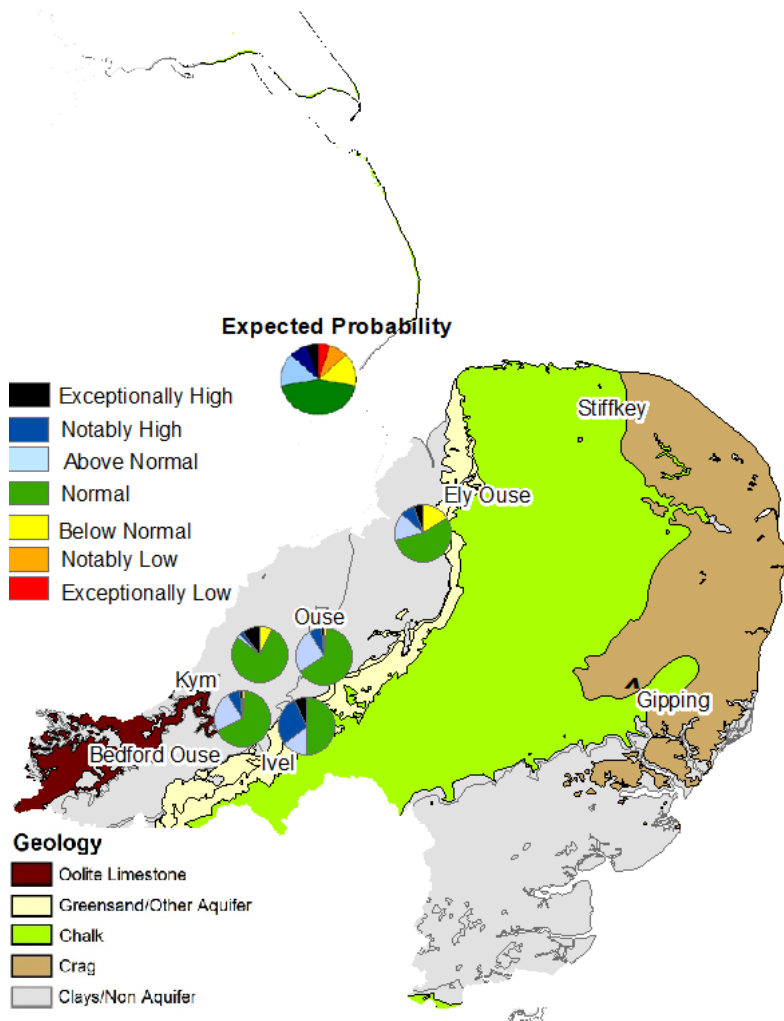 Expected Probability
Exceptionally High
Notably High
Above Normal
Normal
Below Normal
Notably Low
Exceptionally Low
Stiffkey
Ely Ouse
Ouse
Kym
Gipping
Bedford Ouse
Ivel
Geology
Oolite Limestone
Greensand/Other Aquifer
Chalk
Crag
Clays/Non Aquifer